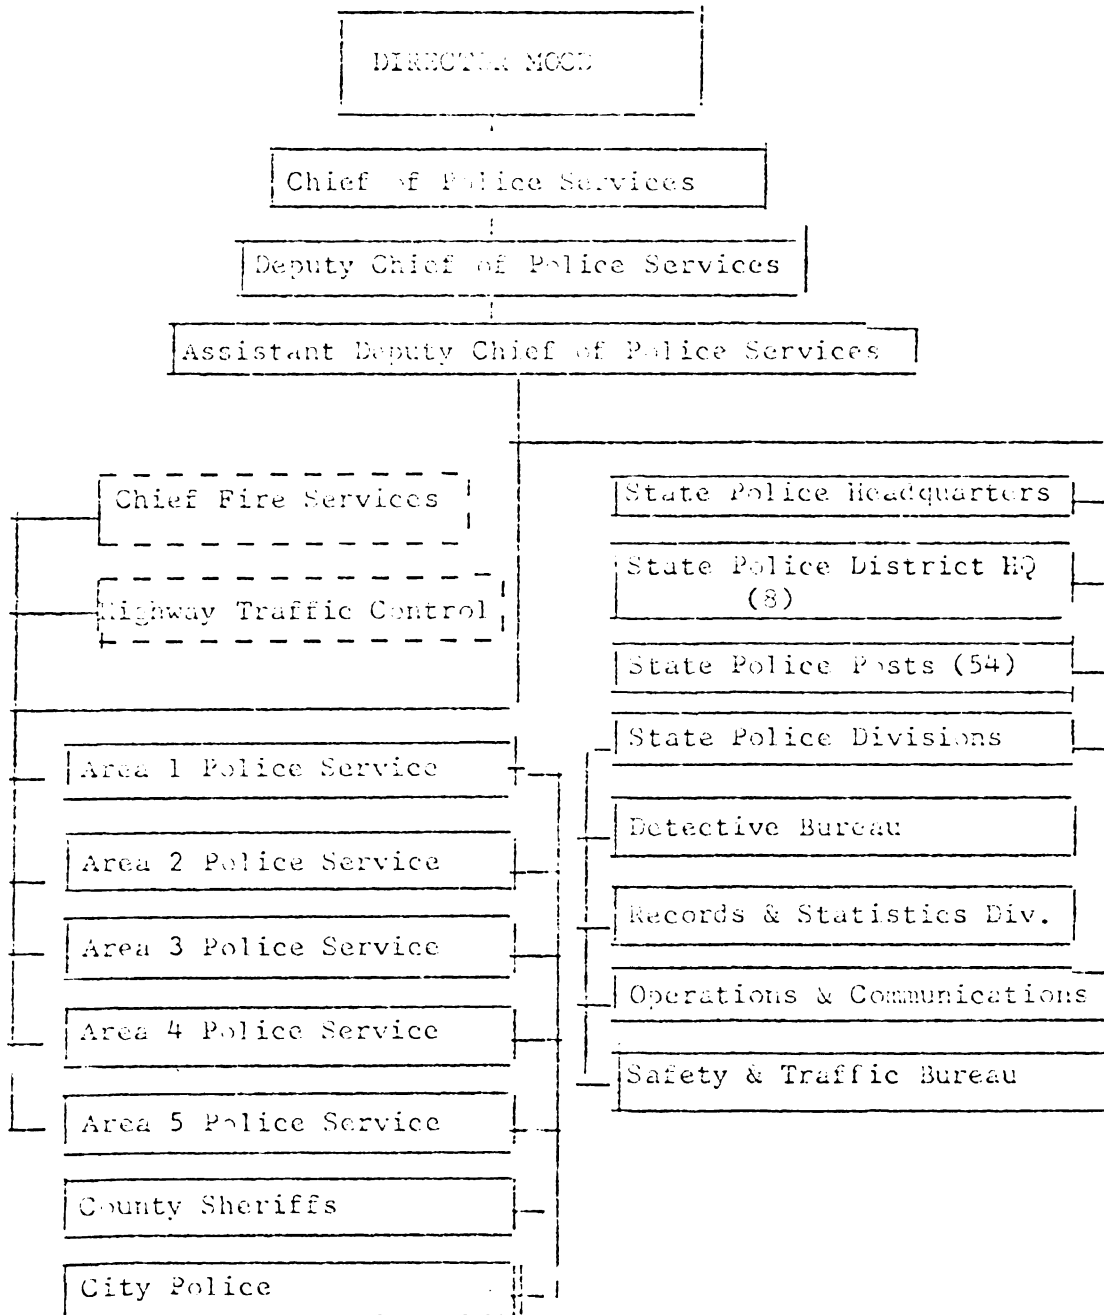 DIRECTOR MOCD
Chief of Police Services
Deputy Chief of Police Services
Assistant Deputy Chief of Police Services
Chief Fire Services
Highway Traffic Control
Area 1 Police Service
Area 2 Police Service
Area 3 Police Service
Area 4 Police Service
Area 5 Police Service
County Sheriffs
City Police
State Police Headquarters
State Police District HQ
(8)
State Police Posts (54)
State Police Divisions
Detective Bureau
Records & Statistics Div.
Operations & Communications
Safety & Traffic Bureau